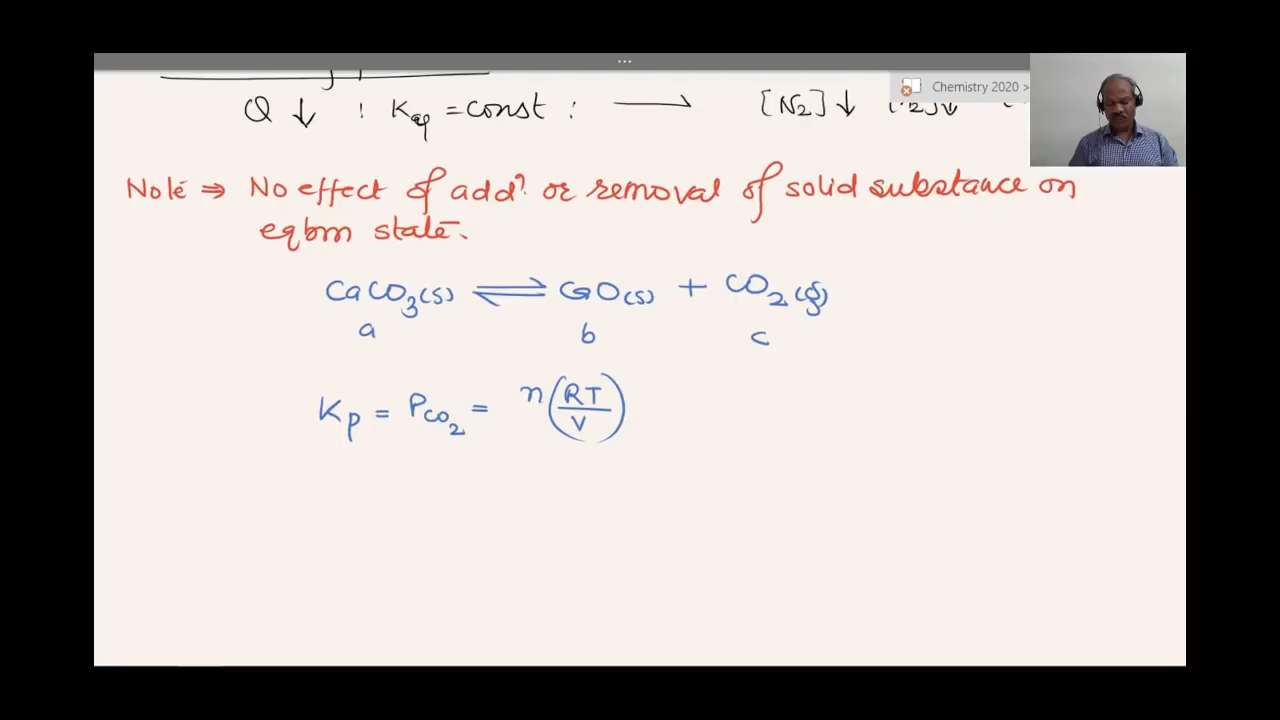 ...
Chemistry 2020 >
Q ↓ : Keq = const : ⟶ [N2]↓ [H2]↓
Note ⇒ No effect of addn or removal of solid substance on
eqbm state.
CaCO3(s) ⇌ CaO(s) + CO2(g)
a b c
Kp = PCO2 = n(RT/V)